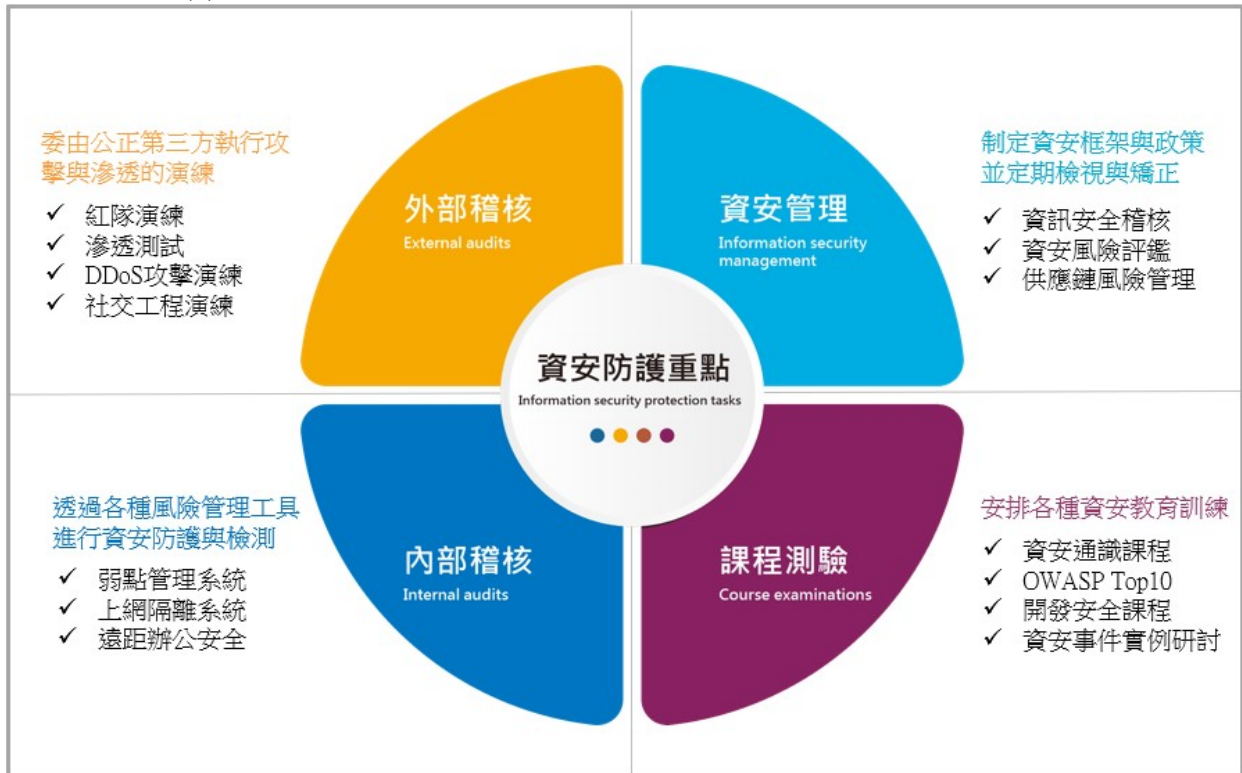 委由公正第三方執行攻
擊與滲透的演練
✓ 紅隊演練
✓ 滲透測試
✓ DDoS攻擊演練
✓ 社交工程演練
外部稽核
External audits
資安管理
Information security
management
制定資安框架與政策
並定期檢視與矯正
✓ 資訊安全稽核
✓ 資安風險評鑑
✓ 供應鏈風險管理
資安防護重點
Information security protection tasks
透過各種風險管理工具
進行資安防護與檢測
✓ 弱點管理系統
✓ 上網隔離系統
✓ 遠距辦公安全
內部稽核
Internal audits
課程測驗
Course examinations
安排各種資安教育訓練
✓ 資安通識課程
✓ OWASP Top10
✓ 開發安全課程
✓ 資安事件實例研討